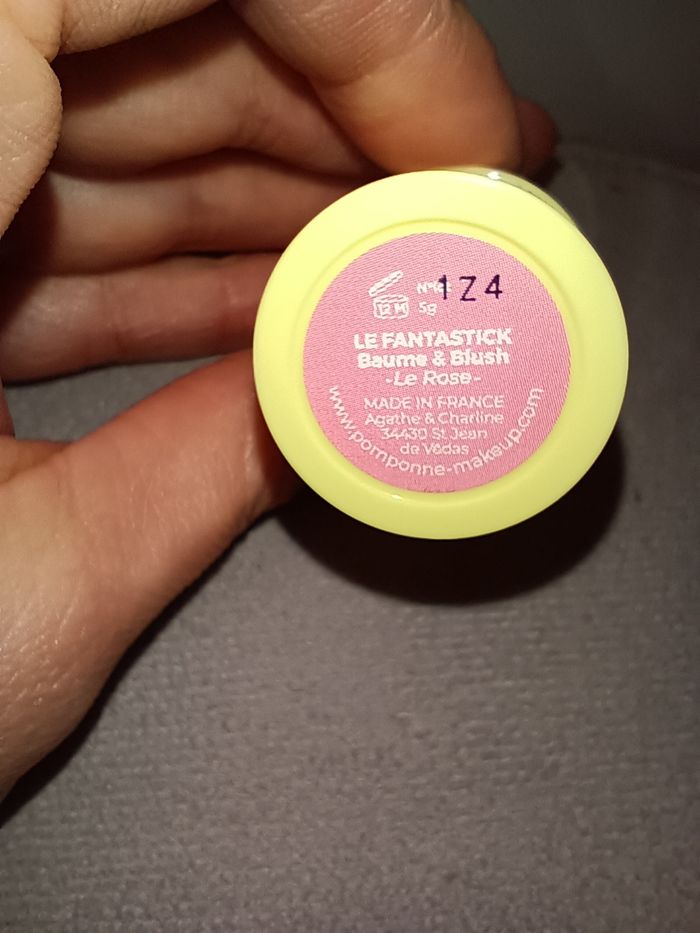 1Z4
12 M
5g
LE FANTASTICK
Baume & Blush
-Le Rose-
MADE IN FRANCE
Agathe & Charline
34430 St Jean
de Védas
www.pomponne-makeup.com